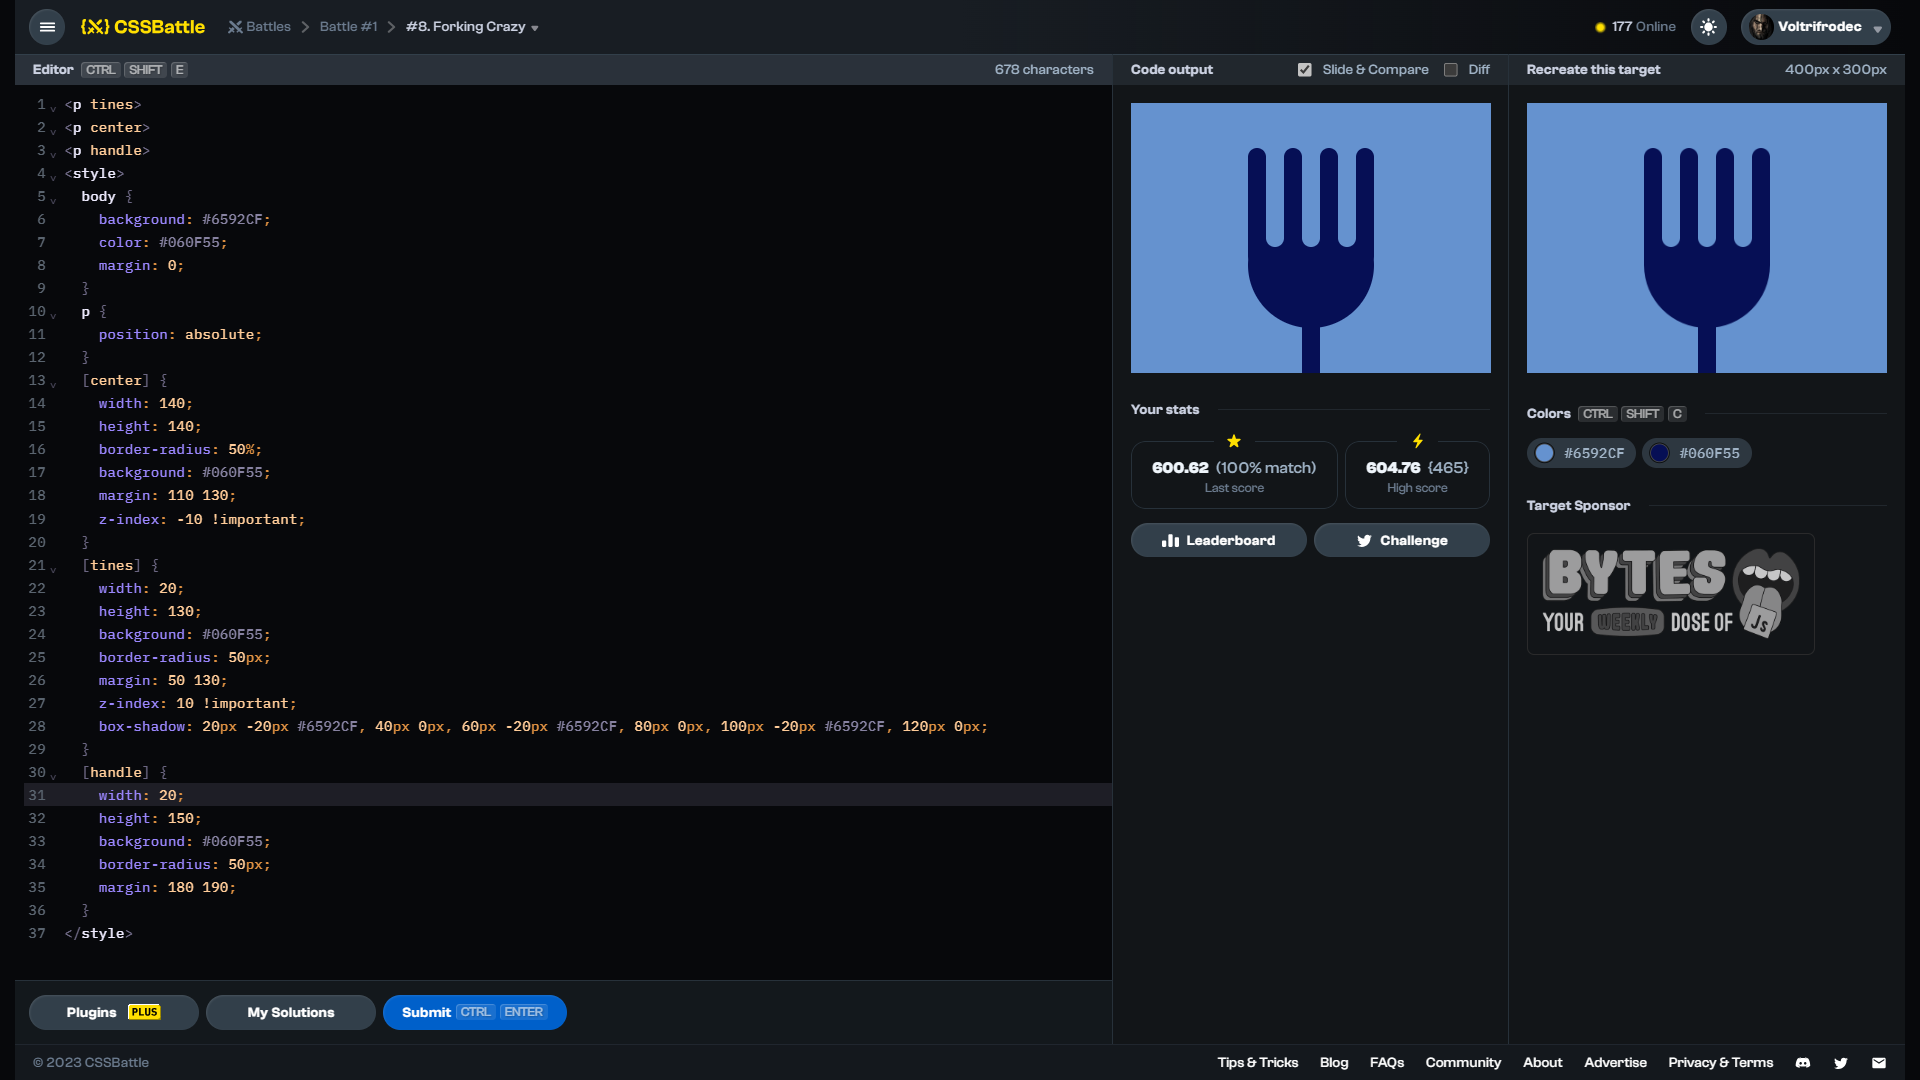 CSSBattle
Battles
Battle #1
#8. Forking Crazy
177 Online
Voltrifrodec
Editor CTRL SHIFT E
678 characters
1 <p tines>
2 <p center>
3 <p handle>
4 <style>
5 body {
6 background: #6592CF;
7 color: #060F55;
8 margin: 0;
9 }
10 p {
11 position: absolute;
12 }
13 [center] {
14 width: 140;
15 height: 140;
16 border-radius: 50%;
17 background: #060F55;
18 margin: 110 130;
19 z-index: -10 !important;
20 }
21 [tines] {
22 width: 20;
23 height: 130;
24 background: #060F55;
25 border-radius: 50px;
26 margin: 50 130;
27 z-index: 10 !important;
28 box-shadow: 20px -20px #6592CF, 40px 0px, 60px -20px #6592CF, 80px 0px, 100px -20px #6592CF, 120px 0px;
29 }
30 [handle] {
31 width: 20;
32 height: 150;
33 background: #060F55;
34 border-radius: 50px;
35 margin: 180 190;
36 }
37 </style>
Plugins PLUS
My Solutions
Submit CTRL ENTER
Code output
Slide & Compare
Diff
Your stats
600.62 (100% match)
Last score
604.76 {465}
High score
Leaderboard
Challenge
Recreate this target
400px x 300px
Colors CTRL SHIFT C
#6592CF
#060F55
Target Sponsor
BYTES
YOUR WEEKLY DOSE OF JS
© 2023 CSSBattle
Tips & Tricks
Blog
FAQs
Community
About
Advertise
Privacy & Terms